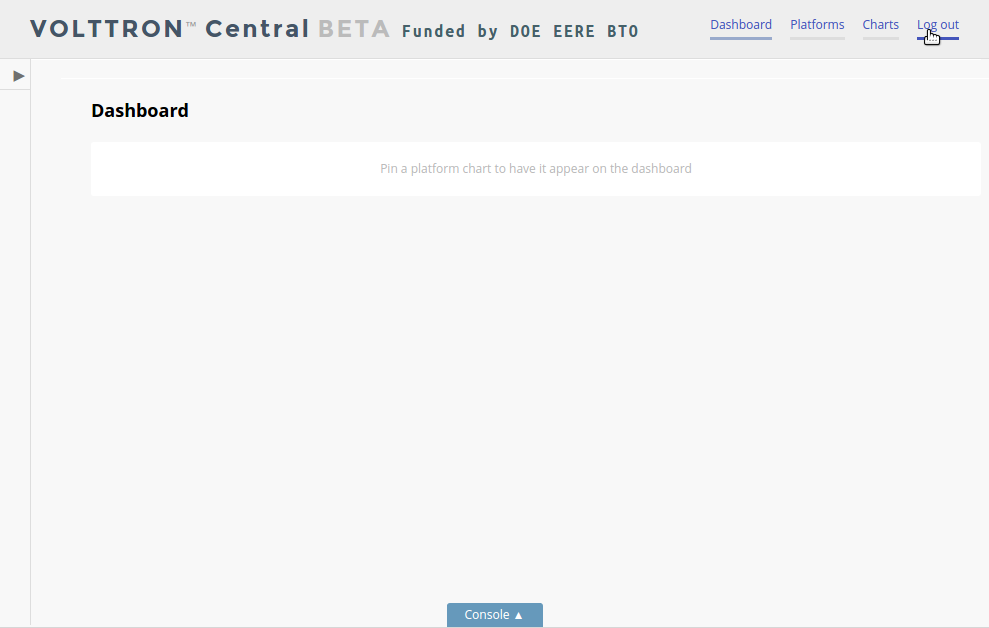 VOLTTRON™ Central BETA Funded by DOE EERE BTO
Dashboard Platforms Charts Log out
Dashboard
Pin a platform chart to have it appear on the dashboard
Console ▲